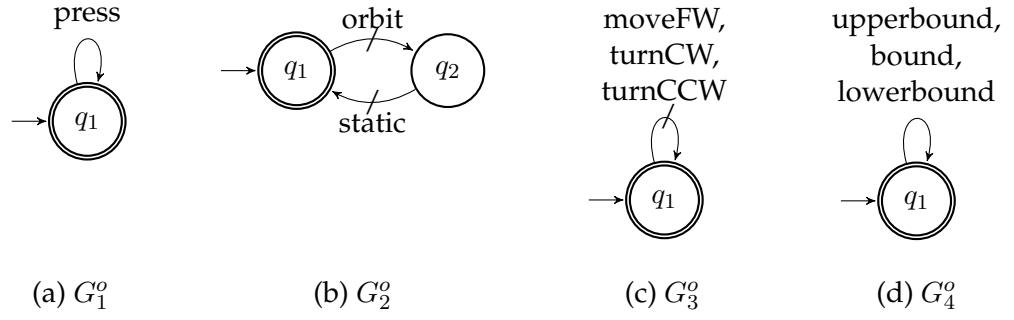 press
q₁
(a) G₁ᵒ
orbit
q₁ q₂
static
(b) G₂ᵒ
moveFW,
turnCW,
turnCCW
q₁
(c) G₃ᵒ
upperbound,
bound,
lowerbound
q₁
(d) G₄ᵒ